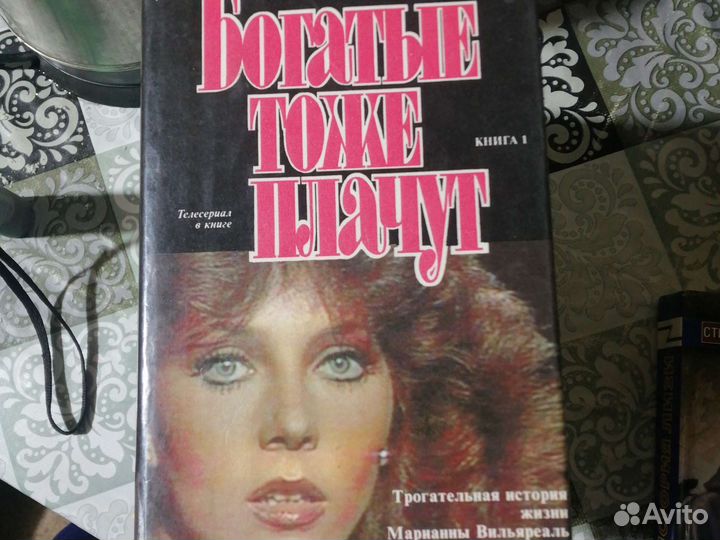 Богатые
тоже
плачут
КНИГА 1
Телесериал
в книге
Трогательная история
жизни
Марианны Вильяреаль
Avito